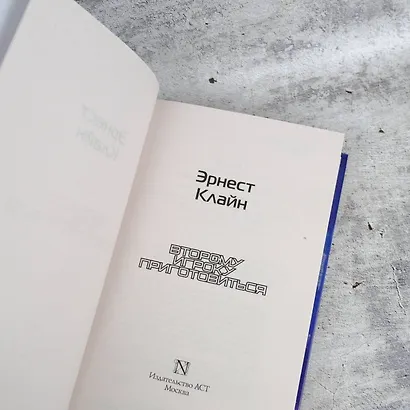 Эрнест
Клайн
ВТОРОМУ
ИГРОКУ
ПРИГОТОВИТЬСЯ
N
Издательство АСТ
Москва